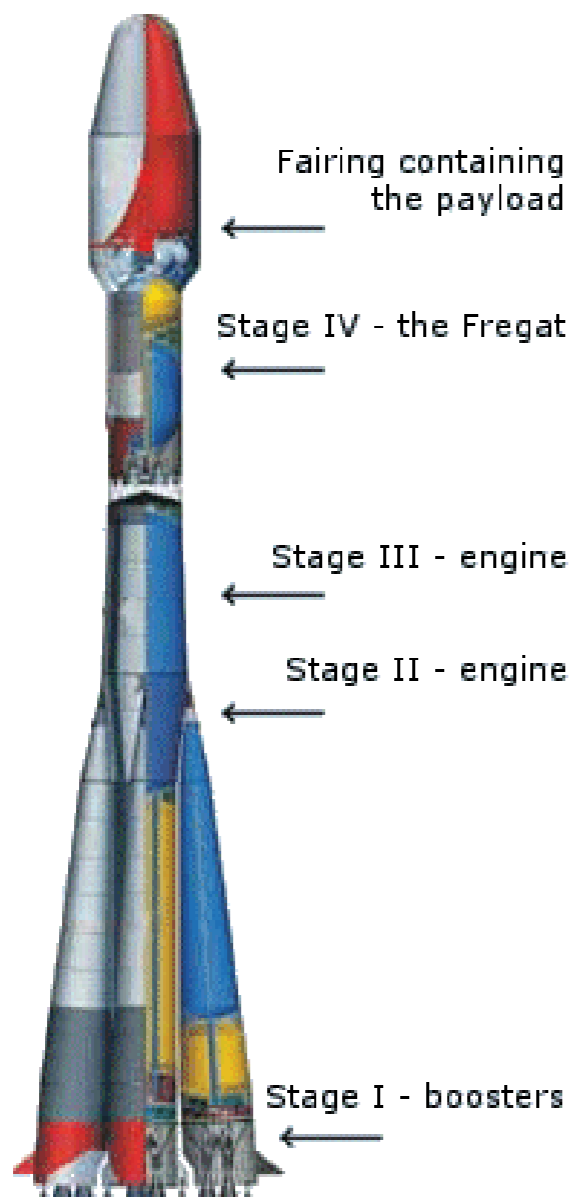 Fairing containing
the payload
Stage IV - the Fregat
Stage III - engine
Stage II - engine
Stage I - boosters